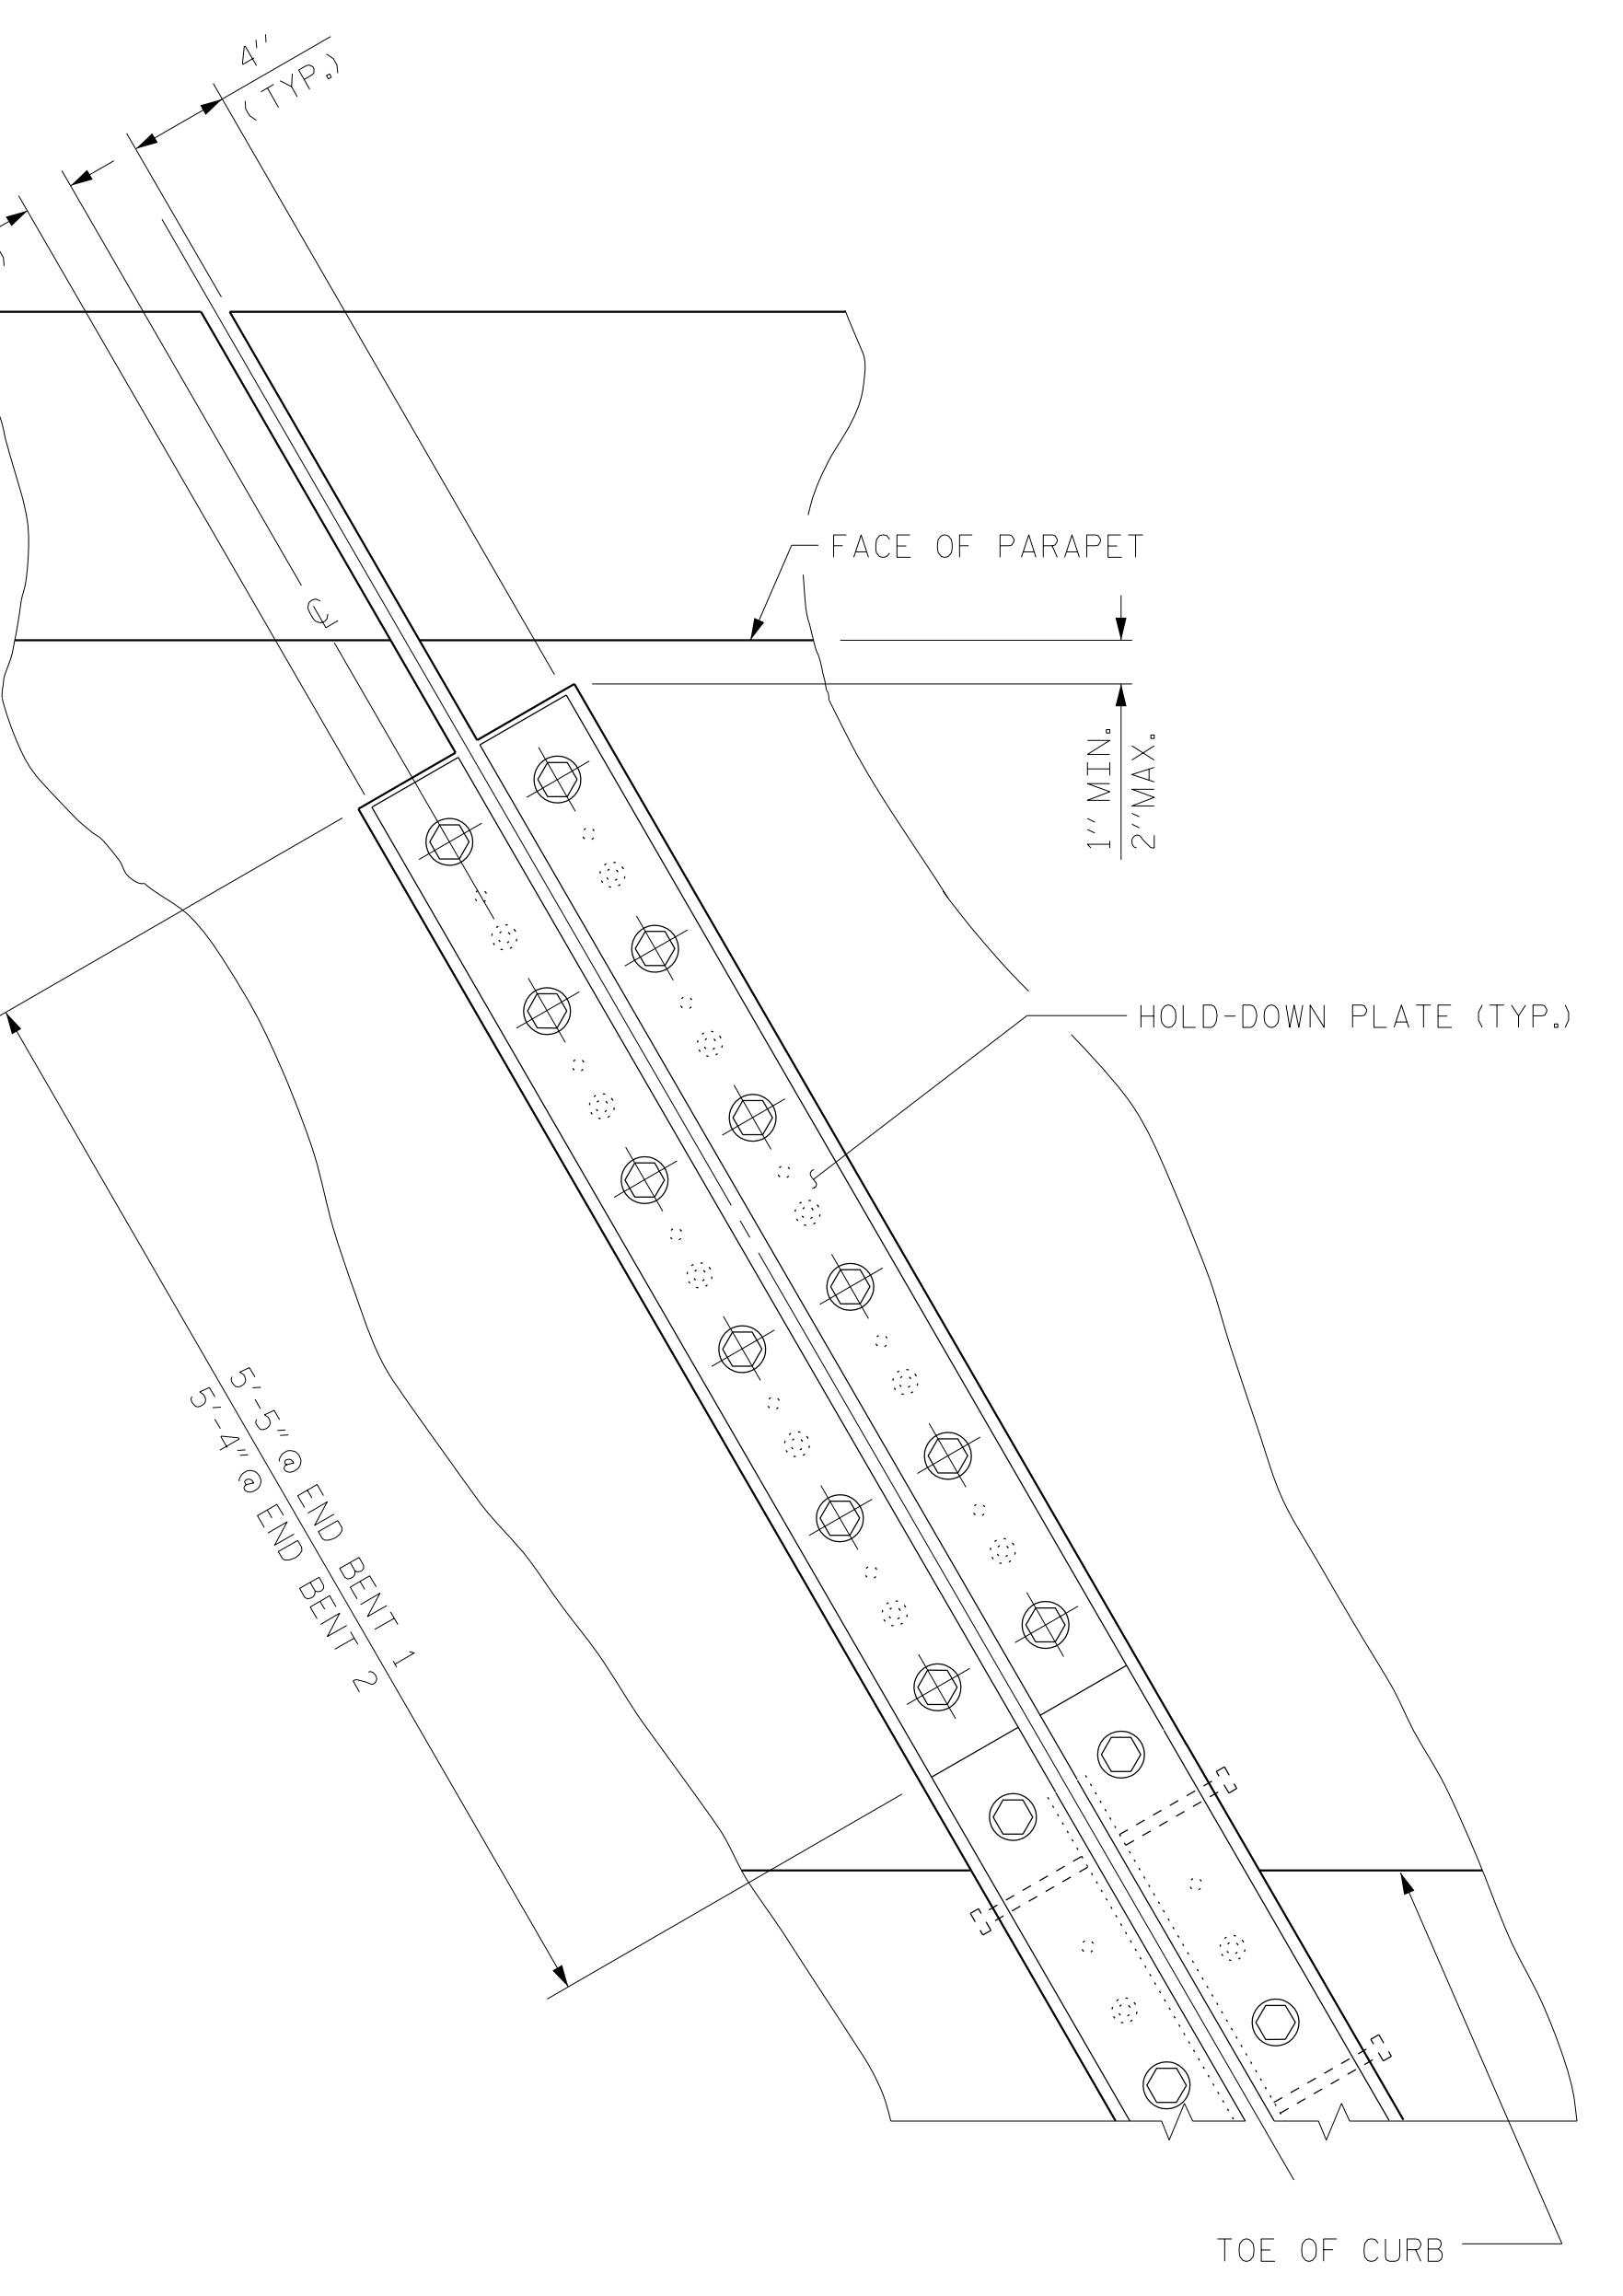 4"
(TYP.)
)
℄
FACE OF PARAPET
1" MIN.
2"MAX.
HOLD-DOWN PLATE (TYP.)
5'-5"@ END BENT 1
5'-4"@ END BENT 2
TOE OF CURB